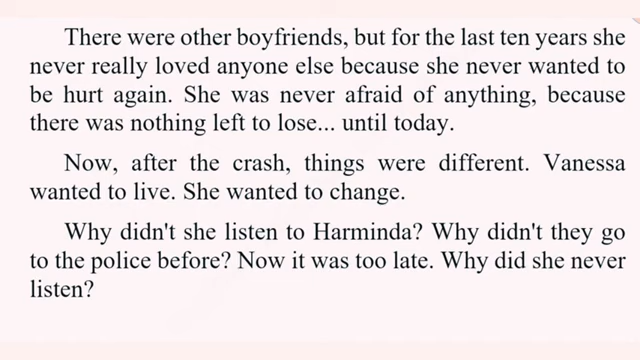 There were other boyfriends, but for the last ten years she
never really loved anyone else because she never wanted to
be hurt again. She was never afraid of anything, because
there was nothing left to lose... until today.
Now, after the crash, things were different. Vanessa
wanted to live. She wanted to change.
Why didn't she listen to Harminda? Why didn't they go
to the police before? Now it was too late. Why did she never
listen?